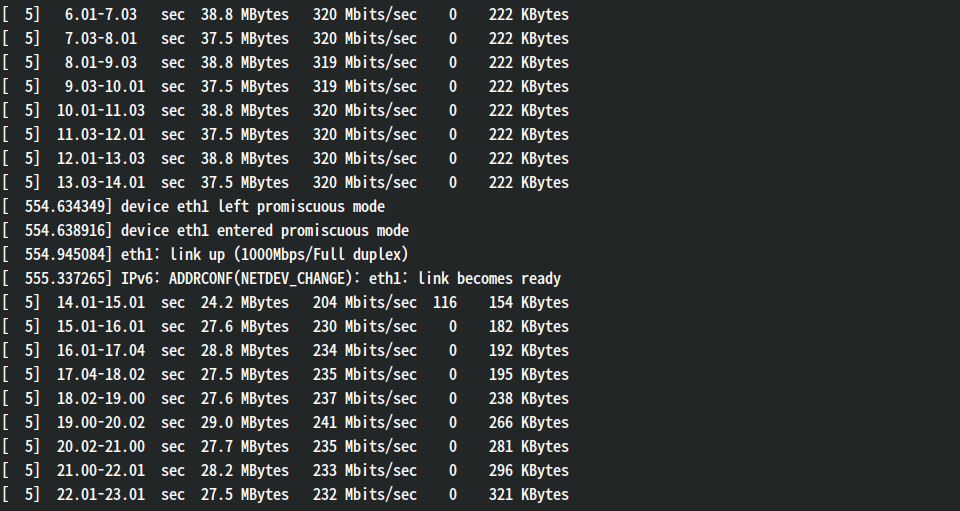 [  5]   6.01-7.03   sec  38.8 MBytes   320 Mbits/sec    0    222 KBytes
[  5]   7.03-8.01   sec  37.5 MBytes   320 Mbits/sec    0    222 KBytes
[  5]   8.01-9.03   sec  38.8 MBytes   319 Mbits/sec    0    222 KBytes
[  5]   9.03-10.01  sec  37.5 MBytes   319 Mbits/sec    0    222 KBytes
[  5]  10.01-11.03  sec  38.8 MBytes   320 Mbits/sec    0    222 KBytes
[  5]  11.03-12.01  sec  37.5 MBytes   320 Mbits/sec    0    222 KBytes
[  5]  12.01-13.03  sec  38.8 MBytes   320 Mbits/sec    0    222 KBytes
[  5]  13.03-14.01  sec  37.5 MBytes   320 Mbits/sec    0    222 KBytes
[  554.634349] device eth1 left promiscuous mode
[  554.638916] device eth1 entered promiscuous mode
[  554.945084] eth1: link up (1000Mbps/Full duplex)
[  555.337265] IPv6: ADDRCONF(NETDEV_CHANGE): eth1: link becomes ready
[  5]  14.01-15.01  sec  24.2 MBytes   204 Mbits/sec  116    154 KBytes
[  5]  15.01-16.01  sec  27.6 MBytes   230 Mbits/sec    0    182 KBytes
[  5]  16.01-17.04  sec  28.8 MBytes   234 Mbits/sec    0    192 KBytes
[  5]  17.04-18.02  sec  27.5 MBytes   235 Mbits/sec    0    195 KBytes
[  5]  18.02-19.00  sec  27.6 MBytes   237 Mbits/sec    0    238 KBytes
[  5]  19.00-20.02  sec  29.0 MBytes   241 Mbits/sec    0    266 KBytes
[  5]  20.02-21.00  sec  27.7 MBytes   235 Mbits/sec    0    281 KBytes
[  5]  21.00-22.01  sec  28.2 MBytes   233 Mbits/sec    0    296 KBytes
[  5]  22.01-23.01  sec  27.5 MBytes   232 Mbits/sec    0    321 KBytes